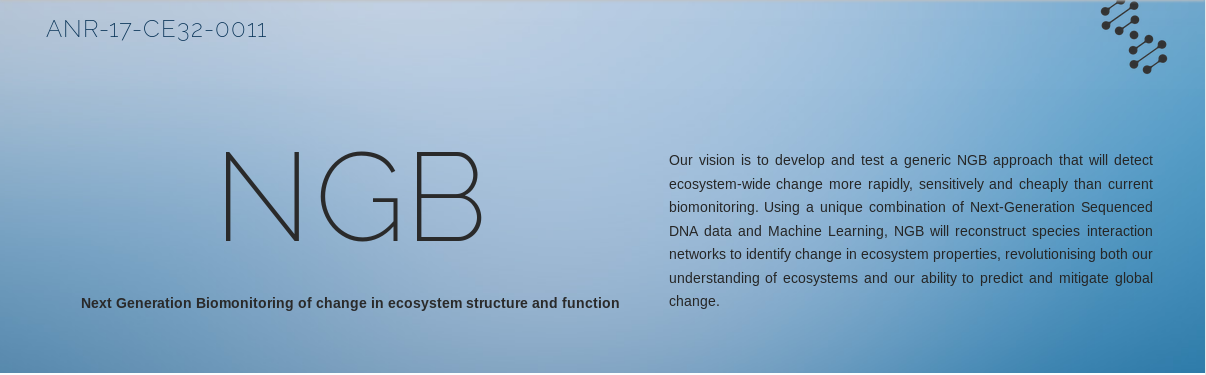 ANR-17-CE32-0011
NGB
Next Generation Biomonitoring of change in ecosystem structure and function
Our vision is to develop and test a generic NGB approach that will detect
ecosystem-wide change more rapidly, sensitively and cheaply than current
biomonitoring. Using a unique combination of Next-Generation Sequenced
DNA data and Machine Learning, NGB will reconstruct species interaction
networks to identify change in ecosystem properties, revolutionising both our
understanding of ecosystems and our ability to predict and mitigate global
change.